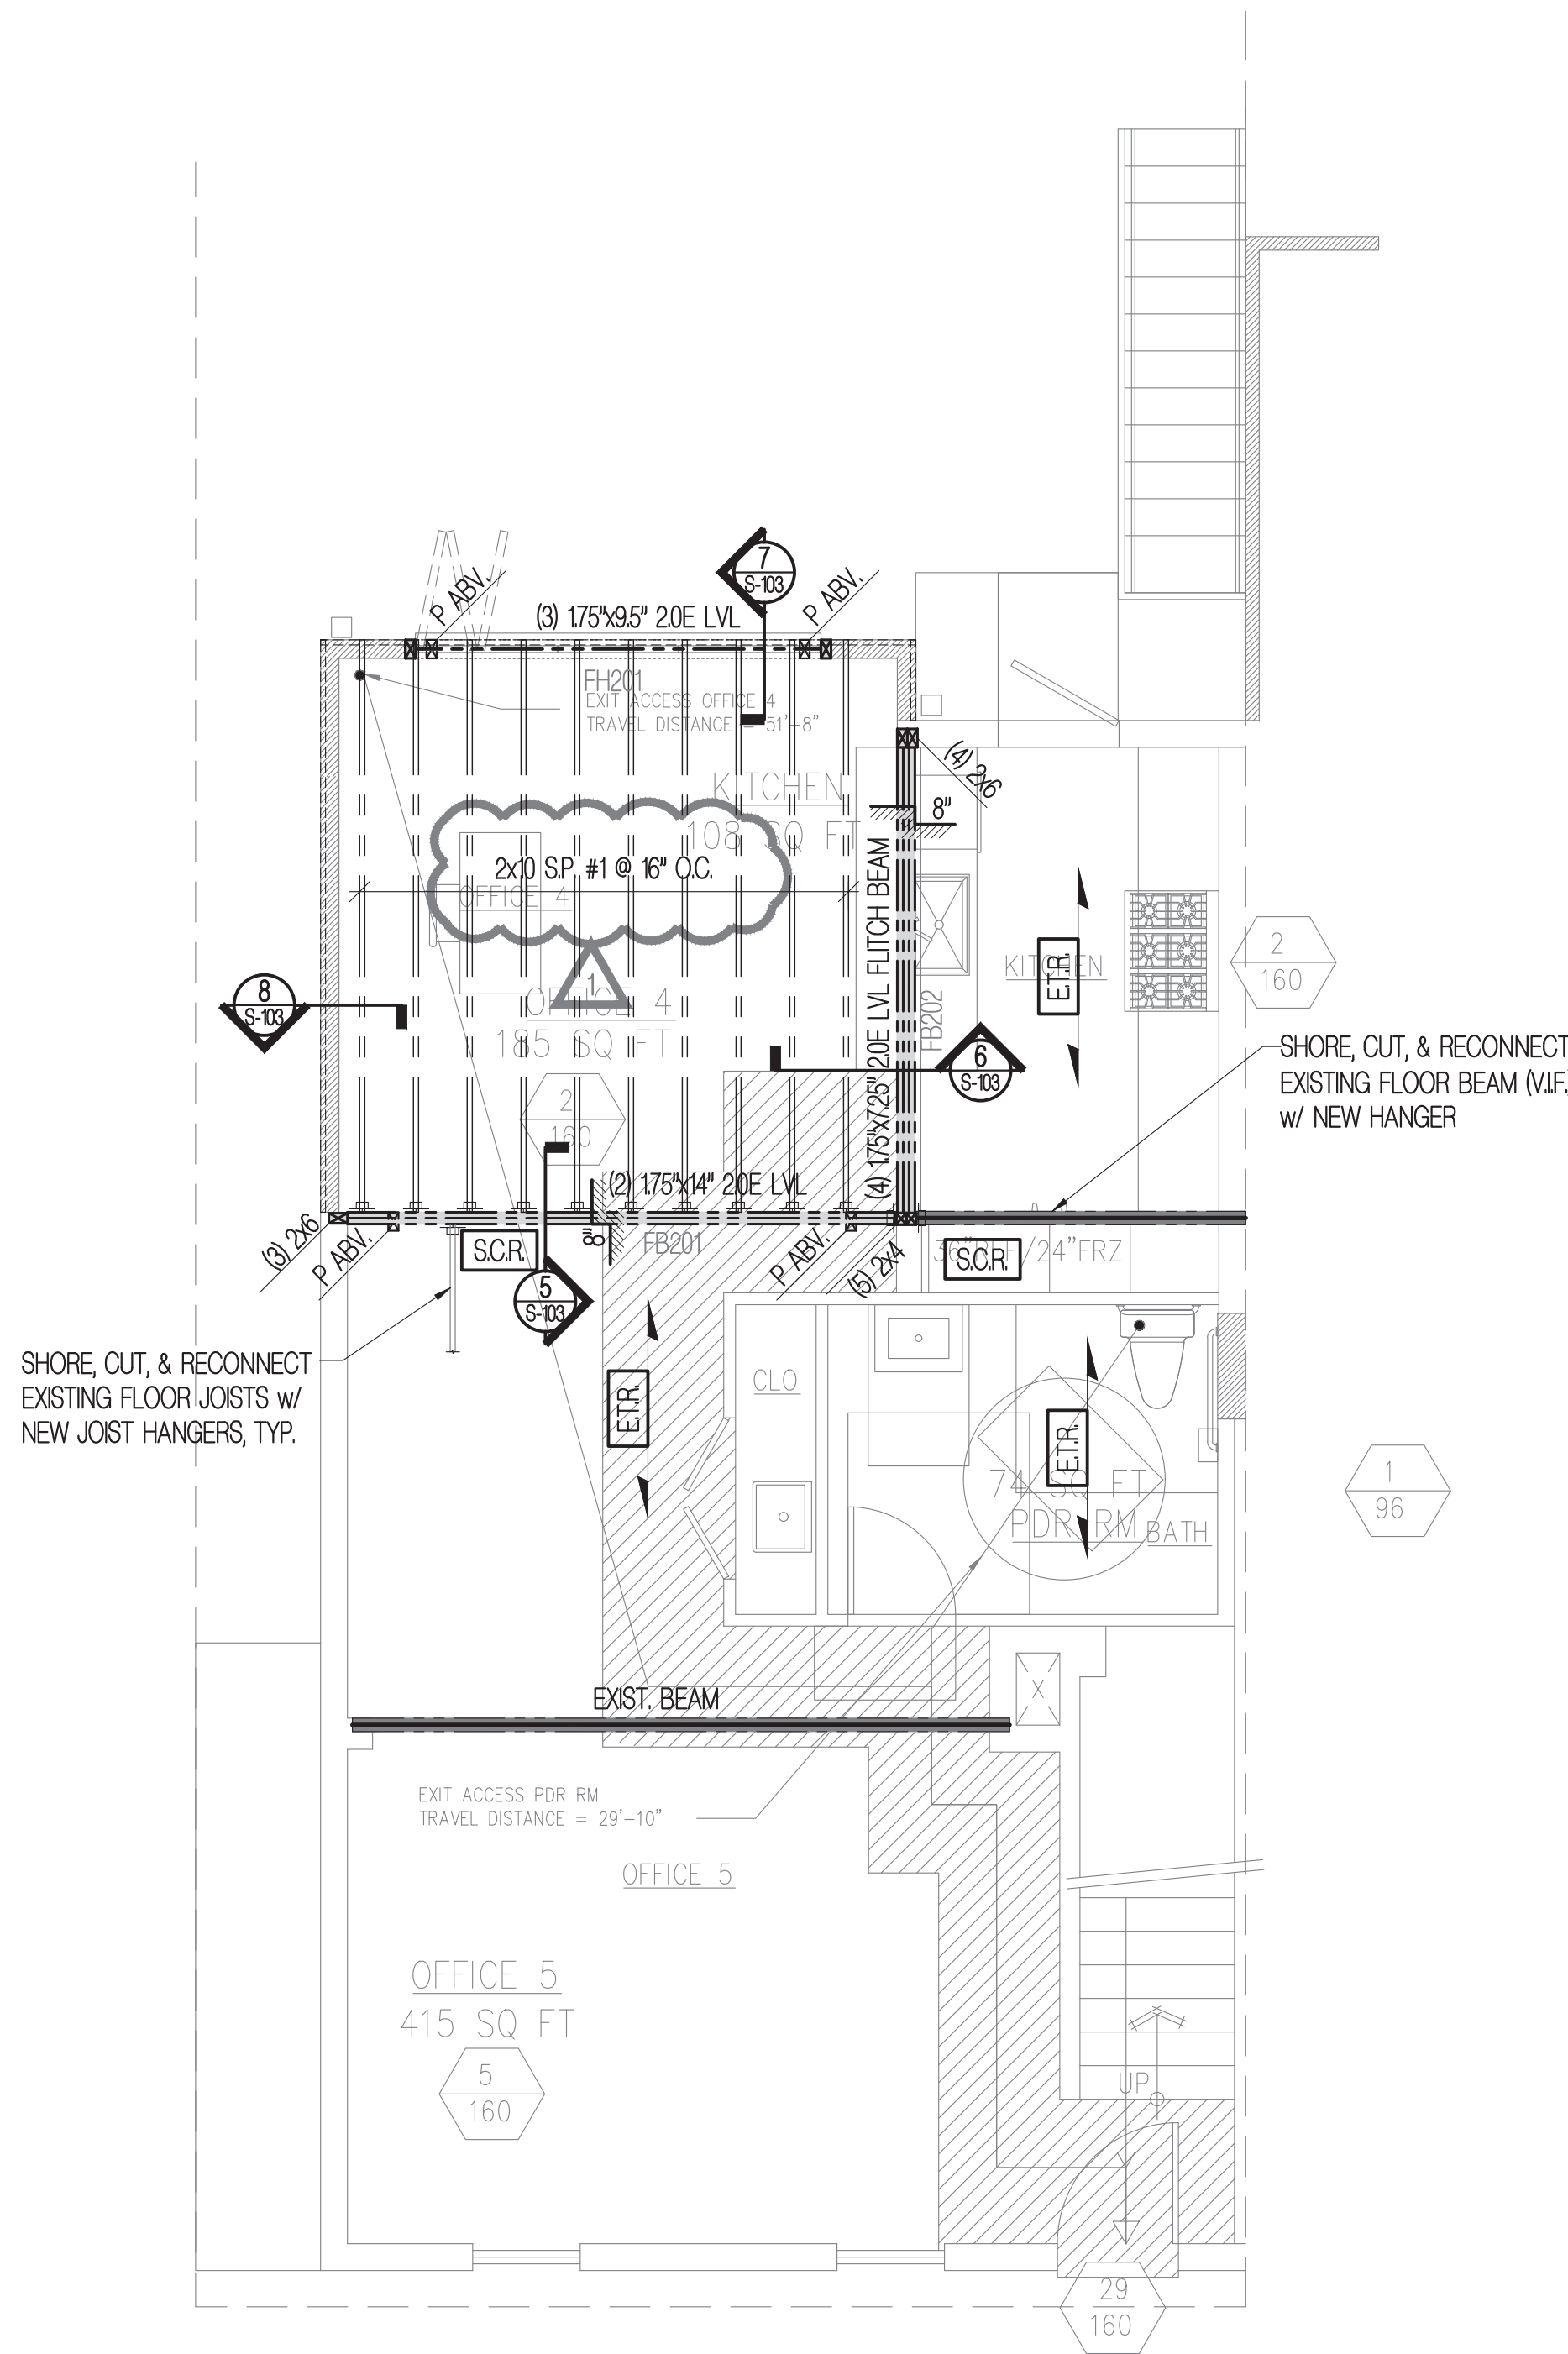 7
S-103
P ABV.
(3) 1.75"x9.5" 2.0E LVL
P ABV.
FH201
EXIT ACCESS OFFICE 4
TRAVEL DISTANCE = 51'-8"
KITCHEN
108 SQ FT
(4) 2x6
8"
2x10 S.P. #1 @ 16" O.C.
OFFICE 4
1
OFFICE 4
185 SQ FT
2
160
8
S-103
(4) 1.75"x7.25" 2.0E LVL FLITCH BEAM
FB202
KITCHEN
E.T.R.
2
160
6
S-103
SHORE, CUT, & RECONNECT
EXISTING FLOOR BEAM (V.I.F.)
w/ NEW HANGER
(2) 1.75"x14" 2.0E LVL
(3) 2x6
P ABV.
S.C.R.
8"
FB201
P ABV.
(5) 2x4
S.C.R.
/24"FRZ
5
S-103
SHORE, CUT, & RECONNECT
EXISTING FLOOR JOISTS w/
NEW JOIST HANGERS, TYP.
E.T.R.
CLO
E.T.R.
74 SQ FT
PDR RM
BATH
1
96
X
EXIST. BEAM
EXIT ACCESS PDR RM
TRAVEL DISTANCE = 29'-10"
OFFICE 5
OFFICE 5
415 SQ FT
5
160
UP
29
160